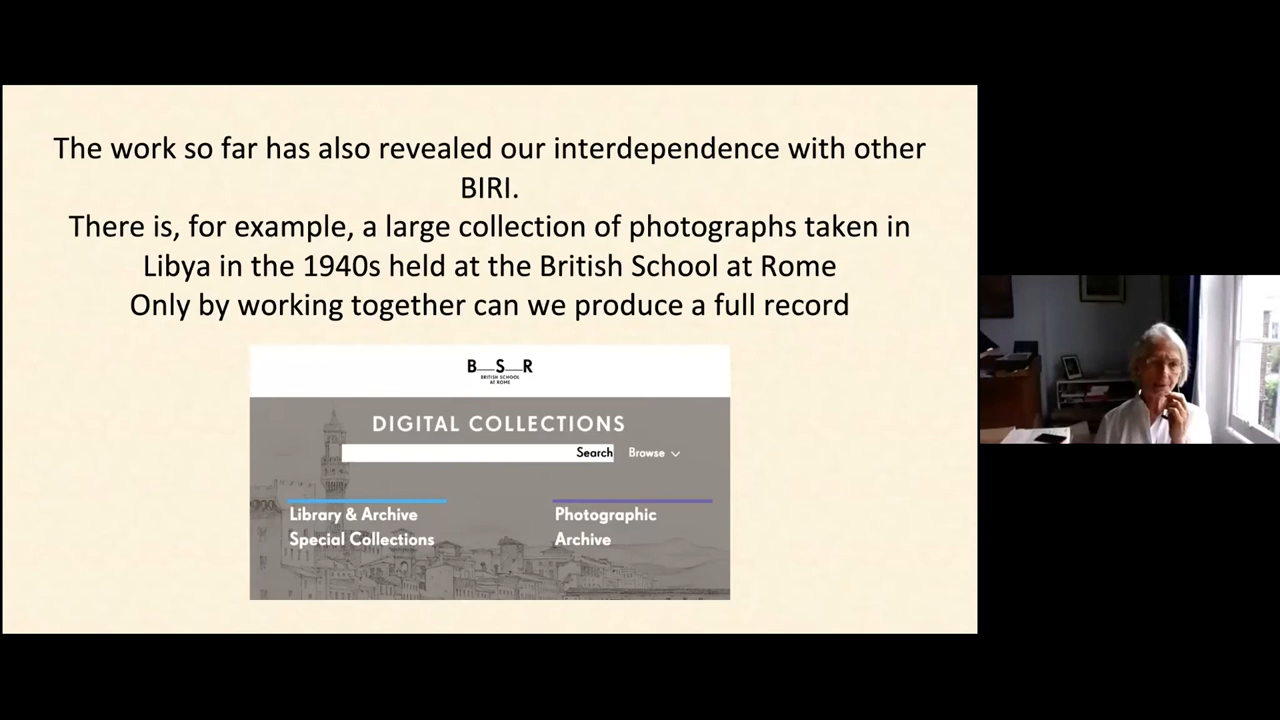 The work so far has also revealed our interdependence with other
BIRI.
There is, for example, a large collection of photographs taken in
Libya in the 1940s held at the British School at Rome
Only by working together can we produce a full record
B__S__R
BRITISH SCHOOL
AT ROME
DIGITAL COLLECTIONS
Search Browse
Library & Archive
Special Collections
Photographic
Archive